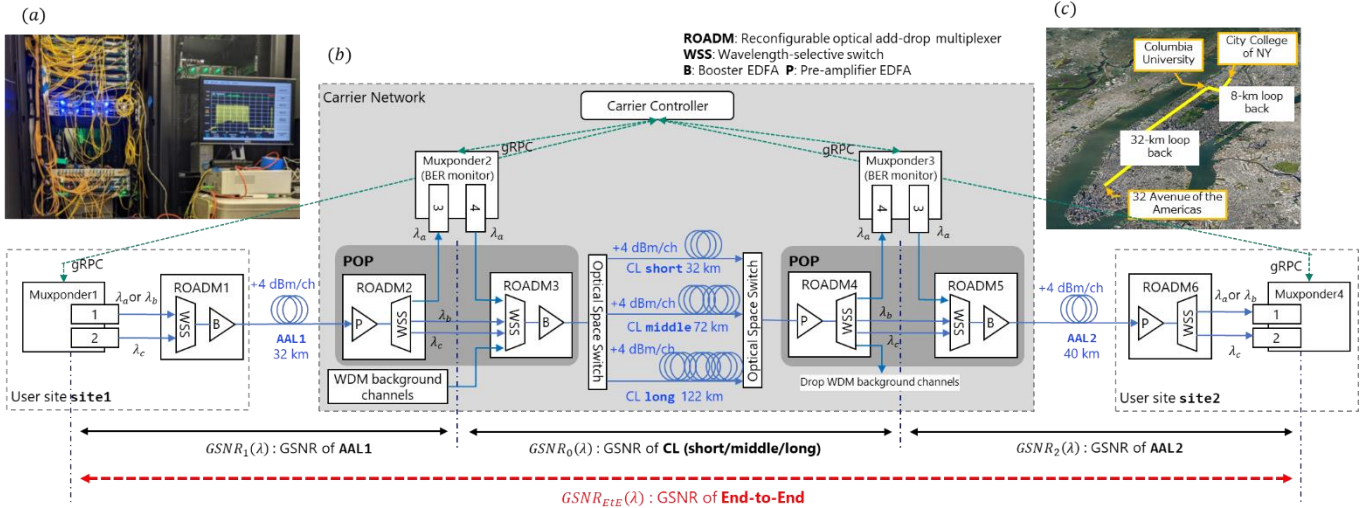 (a)
(b)
ROADM: Reconfigurable optical add-drop multiplexer
WSS: Wavelength-selective switch
B: Booster EDFA P: Pre-amplifier EDFA
(c)
Columbia
University
City College
of NY
8-km loop
back
32-km loop
back
32 Avenue of the
Americas
Carrier Network
Carrier Controller
gRPC
gRPC
Muxponder2
(BER monitor)
3
4
Muxponder3
(BER monitor)
4
3
λa
λa
λa
λa
gRPC
Muxponder1
1
2
λa or λb
λc
ROADM1
WSS
B
+4 dBm/ch
AAL1
32 km
User site site1
POP
ROADM2
P
WSS
λb
λc
ROADM3
WSS
B
WDM background
channels
Optical Space Switch
+4 dBm/ch
CL short 32 km
+4 dBm/ch
CL middle 72 km
+4 dBm/ch
CL long 122 km
Optical Space Switch
POP
ROADM4
P
WSS
λb
λc
ROADM5
WSS
B
Drop WDM background channels
+4 dBm/ch
AAL2
40 km
gRPC
ROADM6
P
WSS
λa or λb
λc
Muxponder4
1
2
User site site2
GSNR1(λ) : GSNR of AAL1
GSNR0(λ) : GSNR of CL (short/middle/long)
GSNR2(λ) : GSNR of AAL2
GSNREtE(λ) : GSNR of End-to-End